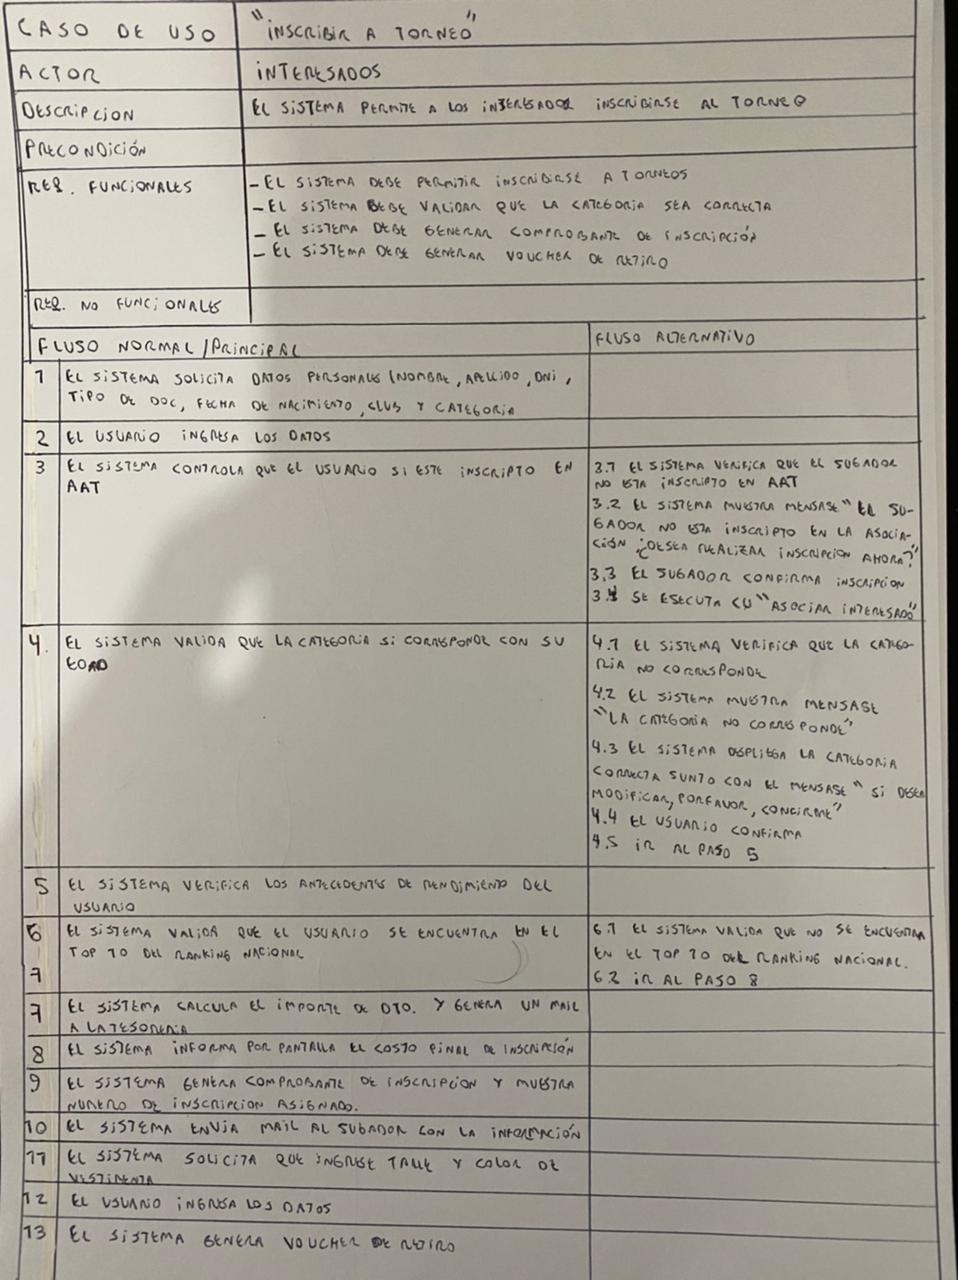 CASO DE USO "INSCRIBIR A TORNEO"
ACTOR INTERESADOS
DESCRIPCION EL SISTEMA PERMITE A LOS INTERESADOS INSCRIBIRSE AL TORNEO
PRECONDICIÓN
REQ. FUNCIONALES
- EL SISTEMA DEBE PERMITIR INSCRIBIRSE A TORNEOS
- EL SISTEMA DEBE VALIDAR QUE LA CATEGORIA SEA CORRECTA
- EL SISTEMA DEBE GENERAR COMPROBANTE DE INSCRIPCIÓN
- EL SISTEMA DEBE GENERAR VOUCHER DE RETIRO
REQ. NO FUNCIONALES
FLUJO NORMAL/PRINCIPAL
FLUJO ALTERNATIVO
1 EL SISTEMA SOLICITA DATOS PERSONALES (NOMBRE, APELLIDO, DNI,
TIPO DE DOC, FECHA DE NACIMIENTO, CLUB Y CATEGORIA
2 EL USUARIO INGRESA LOS DATOS
3 EL SISTEMA CONTROLA QUE EL USUARIO SI ESTE INSCRIPTO EN
AAT
3.1 EL SISTEMA VERIFICA QUE EL JUGADOR
NO ESTA INSCRIPTO EN AAT
3.2 EL SISTEMA MUESTRA MENSAJE "EL JU-
GADOR NO ESTA INSCRIPTO EN LA ASOCIA-
CIÓN ¿DESEA REALIZAR INSCRIPCION AHORA?"
3.3 EL JUGADOR CONFIRMA INSCRIPCION
3.4 SE EJECUTA CU "ASOCIAR INTERESADO"
4. EL SISTEMA VALIDA QUE LA CATEGORIA SI CORRESPONDE CON SU
EDAD
4.1 EL SISTEMA VERIFICA QUE LA CATEGO-
RIA NO CORRESPONDE
4.2 EL SISTEMA MUESTRA MENSAJE
"LA CATEGORIA NO CORRESPONDE"
4.3 EL SISTEMA DESPLIEGA LA CATEGORIA
CORRECTA JUNTO CON EL MENSAJE "SI DESEA
MODIFICAR, PORFAVOR, CONFIRME"
4.4 EL USUARIO CONFIRMA
4.5 IR AL PASO 5
5 EL SISTEMA VERIFICA LOS ANTECEDENTES DE RENDIMIENTO DEL
USUARIO
6 EL SISTEMA VALIDA QUE EL USUARIO SE ENCUENTRA EN EL
TOP 10 DEL RANKING NACIONAL
7
6.1 EL SISTEMA VALIDA QUE NO SE ENCUENTRA
EN EL TOP 10 DEL RANKING NACIONAL.
6.2 IR AL PASO 8
7 EL SISTEMA CALCULA EL IMPORTE DE DTO. Y GENERA UN MAIL
A LA TESORERIA
8 EL SISTEMA INFORMA POR PANTALLA EL COSTO FINAL DE INSCRIPCIÓN
9 EL SISTEMA GENERA COMPROBANTE DE INSCRIPCION Y MUESTRA
NUMERO DE INSCRIPCION ASIGNADO.
10 EL SISTEMA ENVIA MAIL AL JUGADOR CON LA INFORMACIÓN
11 EL SISTEMA SOLICITA QUE INGRESE TALLE Y COLOR DE
VESTIMENTA
12 EL USUARIO INGRESA LOS DATOS
13 EL SISTEMA GENERA VOUCHER DE RETIRO